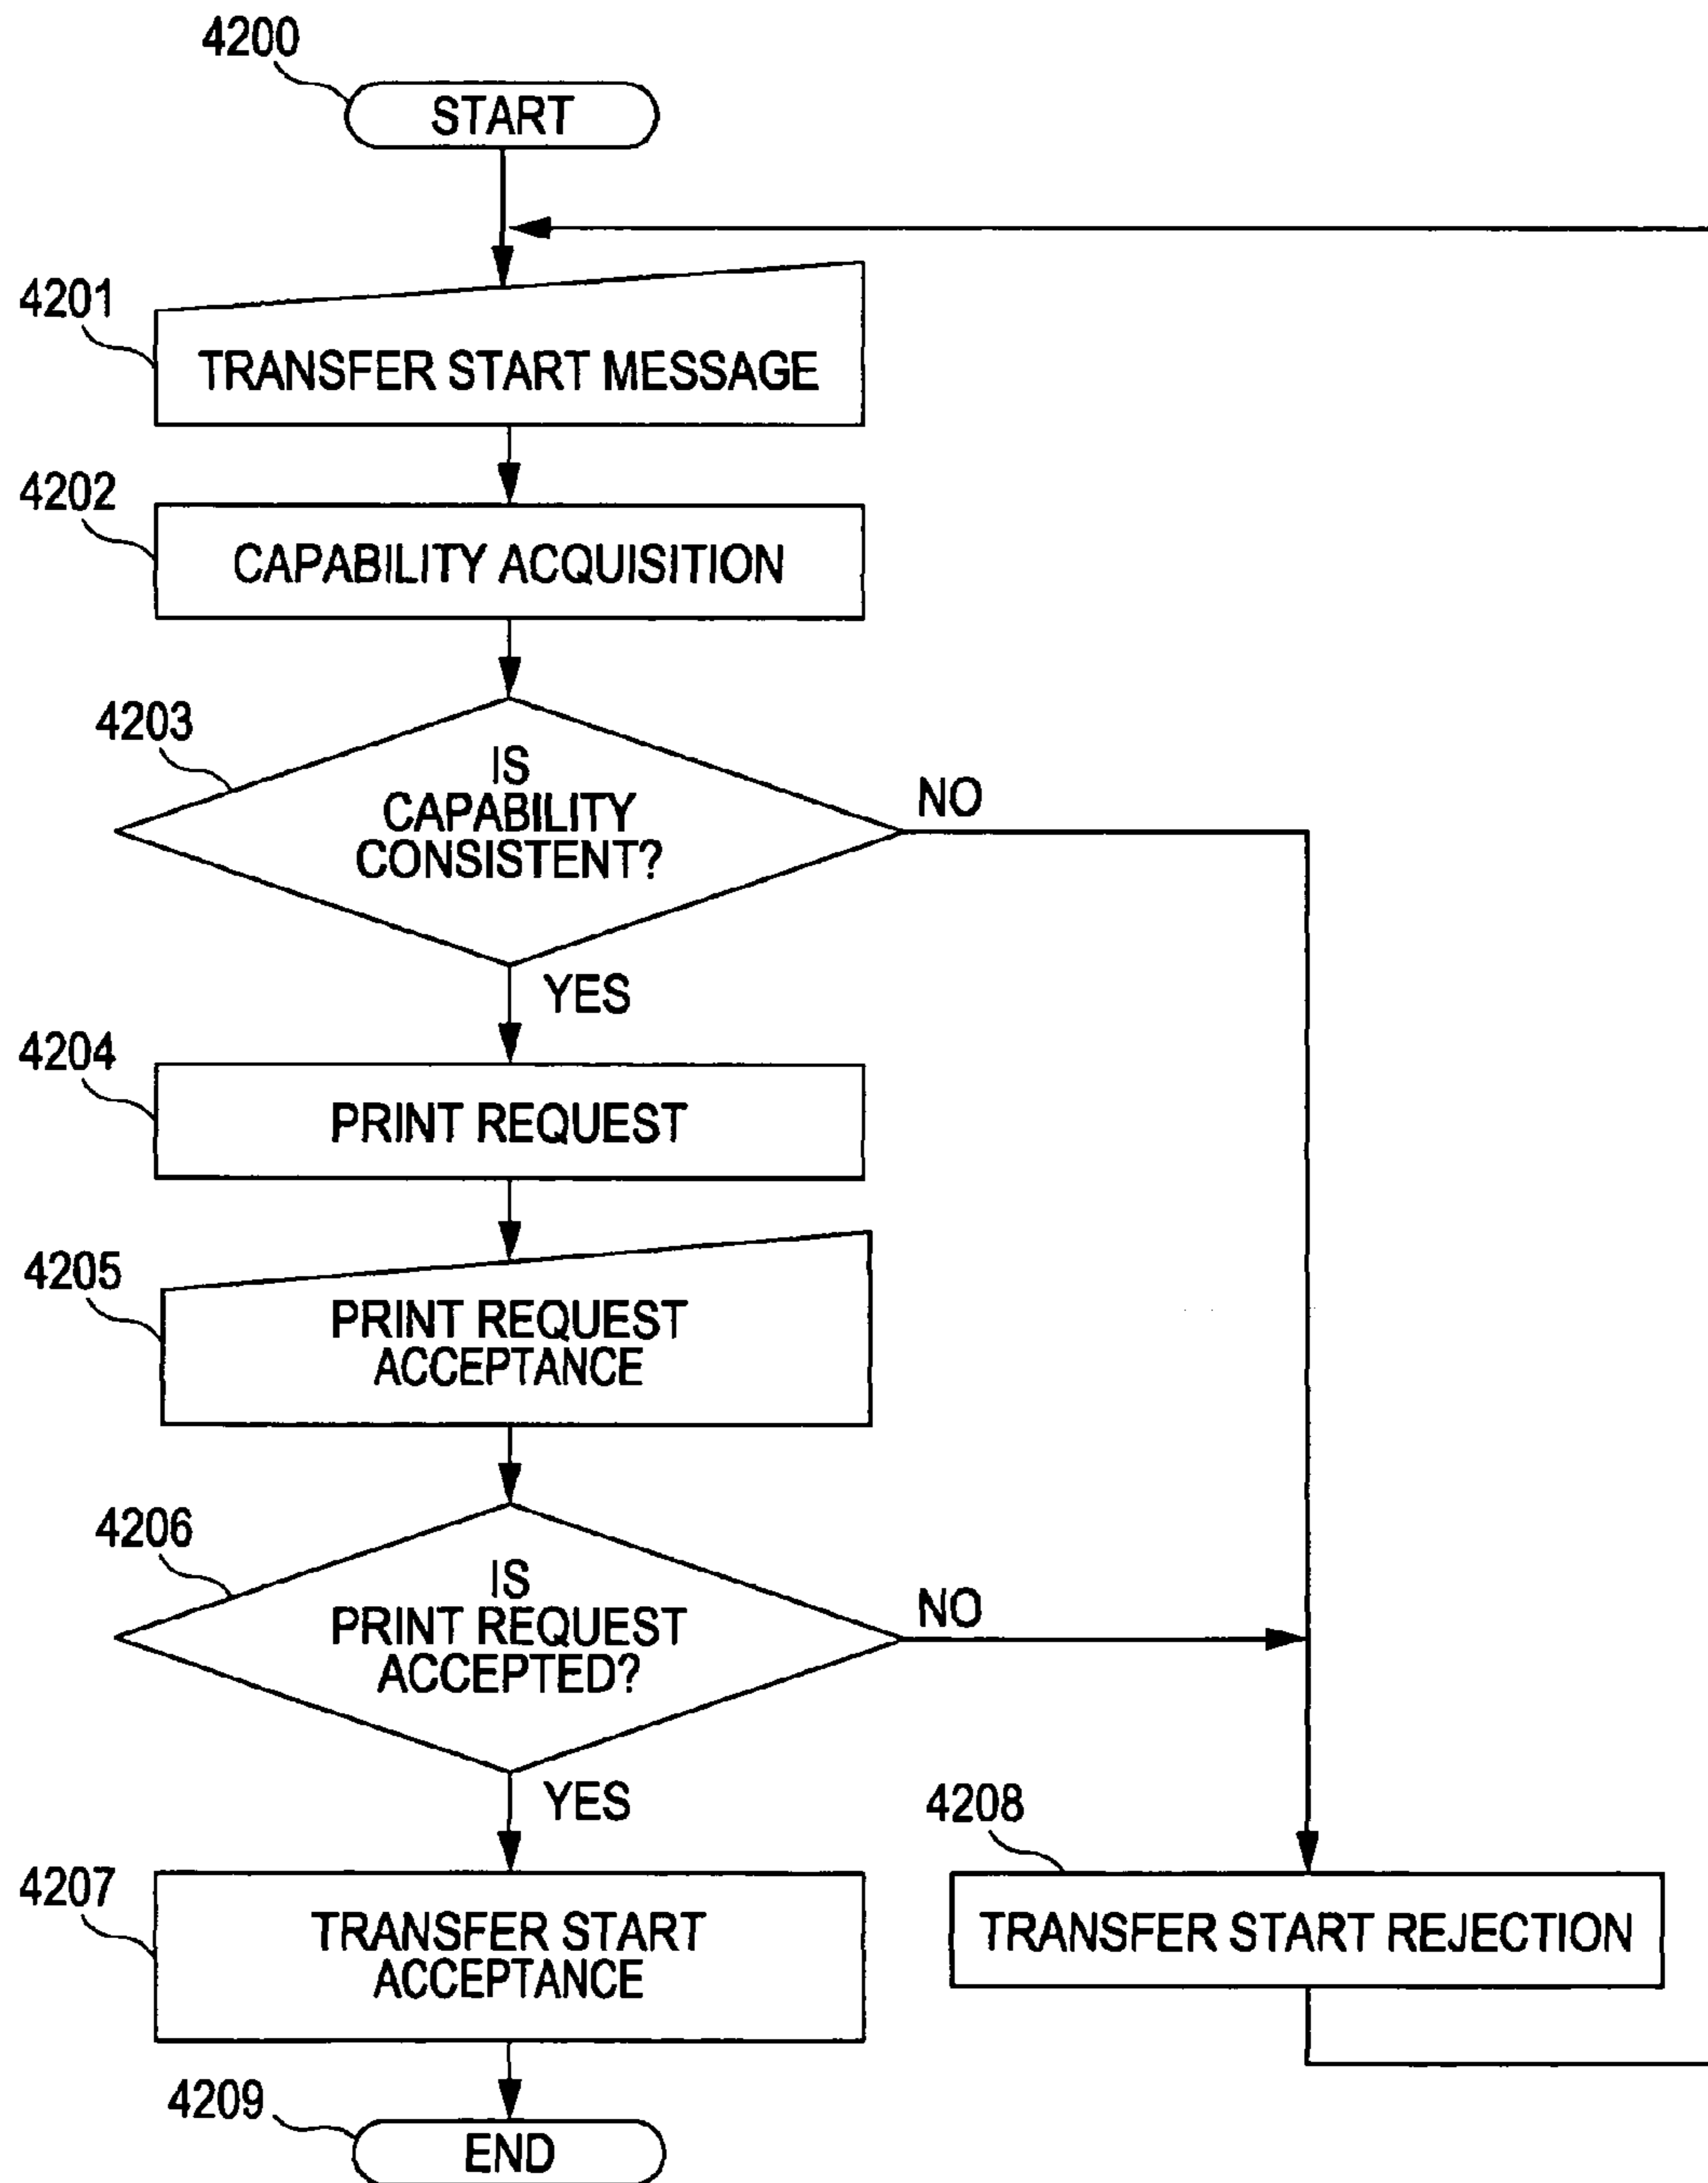 4200
START
4201
TRANSFER START MESSAGE
4202
CAPABILITY ACQUISITION
4203
IS
CAPABILITY
CONSISTENT?
NO
YES
4204
PRINT REQUEST
4205
PRINT REQUEST
ACCEPTANCE
4206
IS
PRINT REQUEST
ACCEPTED?
NO
YES
4207
TRANSFER START
ACCEPTANCE
4208
TRANSFER START REJECTION
4209
END